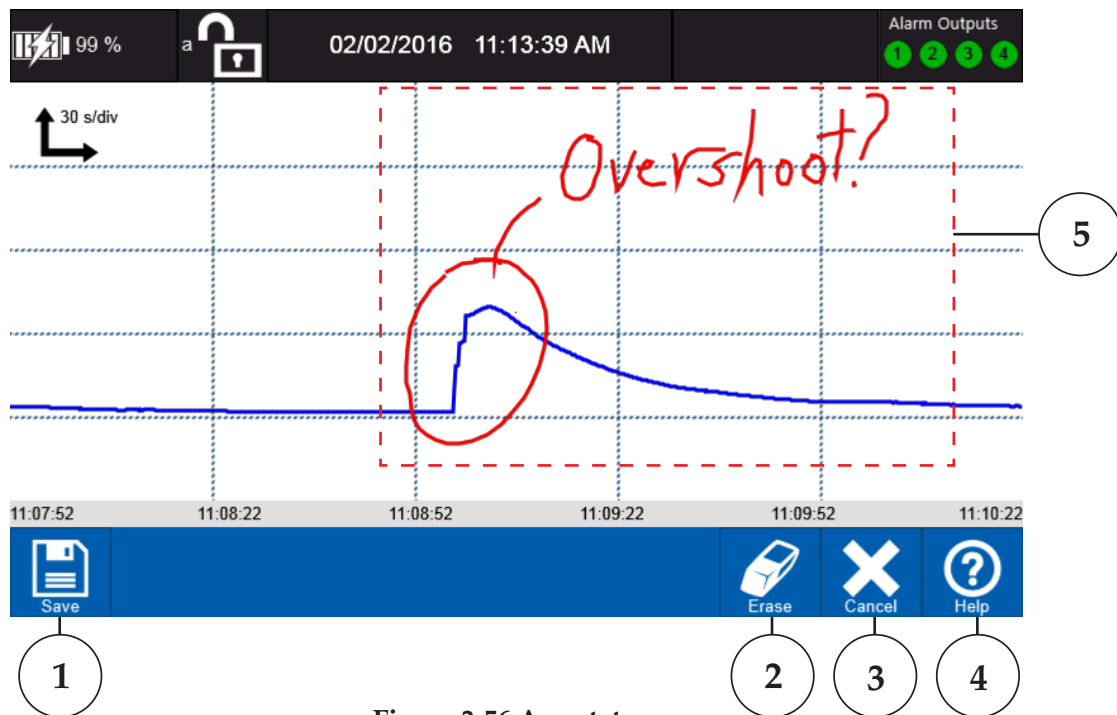 99 %
a
02/02/2016 11:13:39 AM
Alarm Outputs
1 2 3 4
30 s/div
Overshoot?
5
11:07:52 11:08:22 11:08:52 11:09:22 11:09:52 11:10:22
Save
Erase
Cancel
Help
1
2
3
4